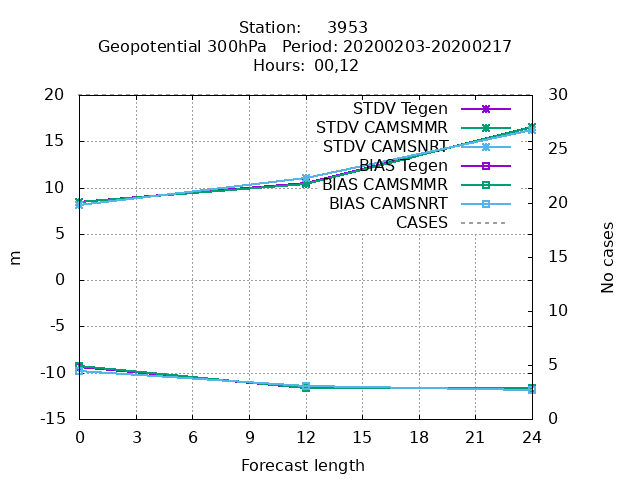 Station: 3953
Geopotential 300hPa Period: 20200203-20200217
Hours: 00,12
20
15
10
5
0
-5
-10
-15
m
STDV Tegen
STDV CAMSMMR
STDV CAMSNRT
BIAS Tegen
BIAS CAMSMMR
BIAS CAMSNRT
CASES
30
25
20
15
10
5
0
No cases
0 3 6 9 12 15 18 21 24
Forecast length